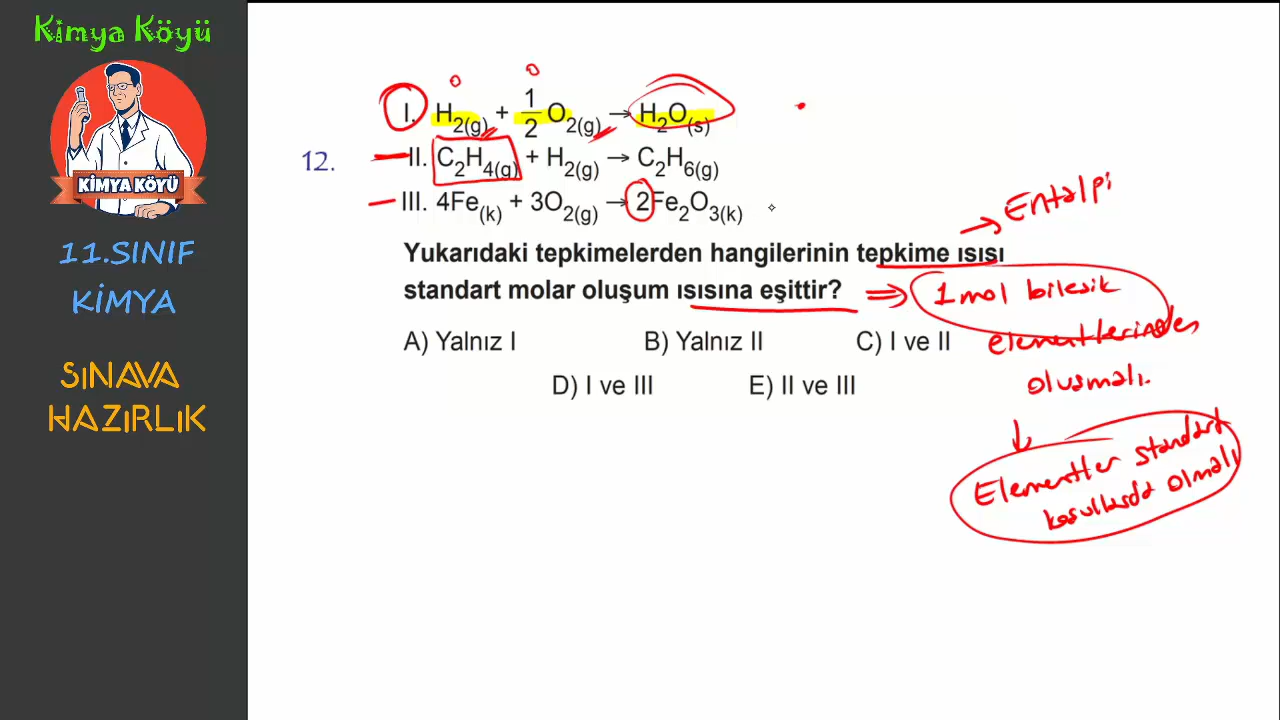 Kimya Köyü
KİMYA KÖYÜ
11.SINIF
KİMYA
SINAVA
HAZIRLIK
12.
I. H2(g) + 1/2 O2(g) → H2O(s)
II. C2H4(g) + H2(g) → C2H6(g)
III. 4Fe(k) + 3O2(g) → 2Fe2O3(k)
Yukarıdaki tepkimelerden hangilerinin tepkime ısısı
standart molar oluşum ısısına eşittir?
A) Yalnız I B) Yalnız II C) I ve II
D) I ve III E) II ve III
→ Entalpi
⇒ 1 mol bileşik
elementlerinden
oluşmalı.
↓
Elementler standart
koşullarda olmalı
o o